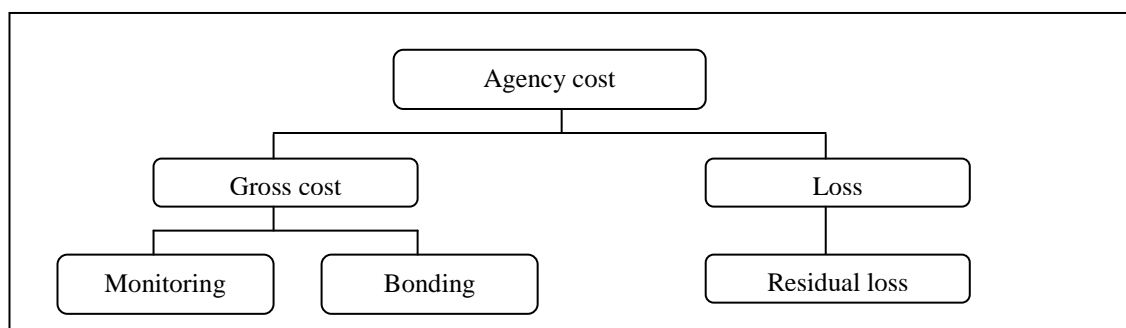 Agency cost
Gross cost
Loss
Monitoring
Bonding
Residual loss